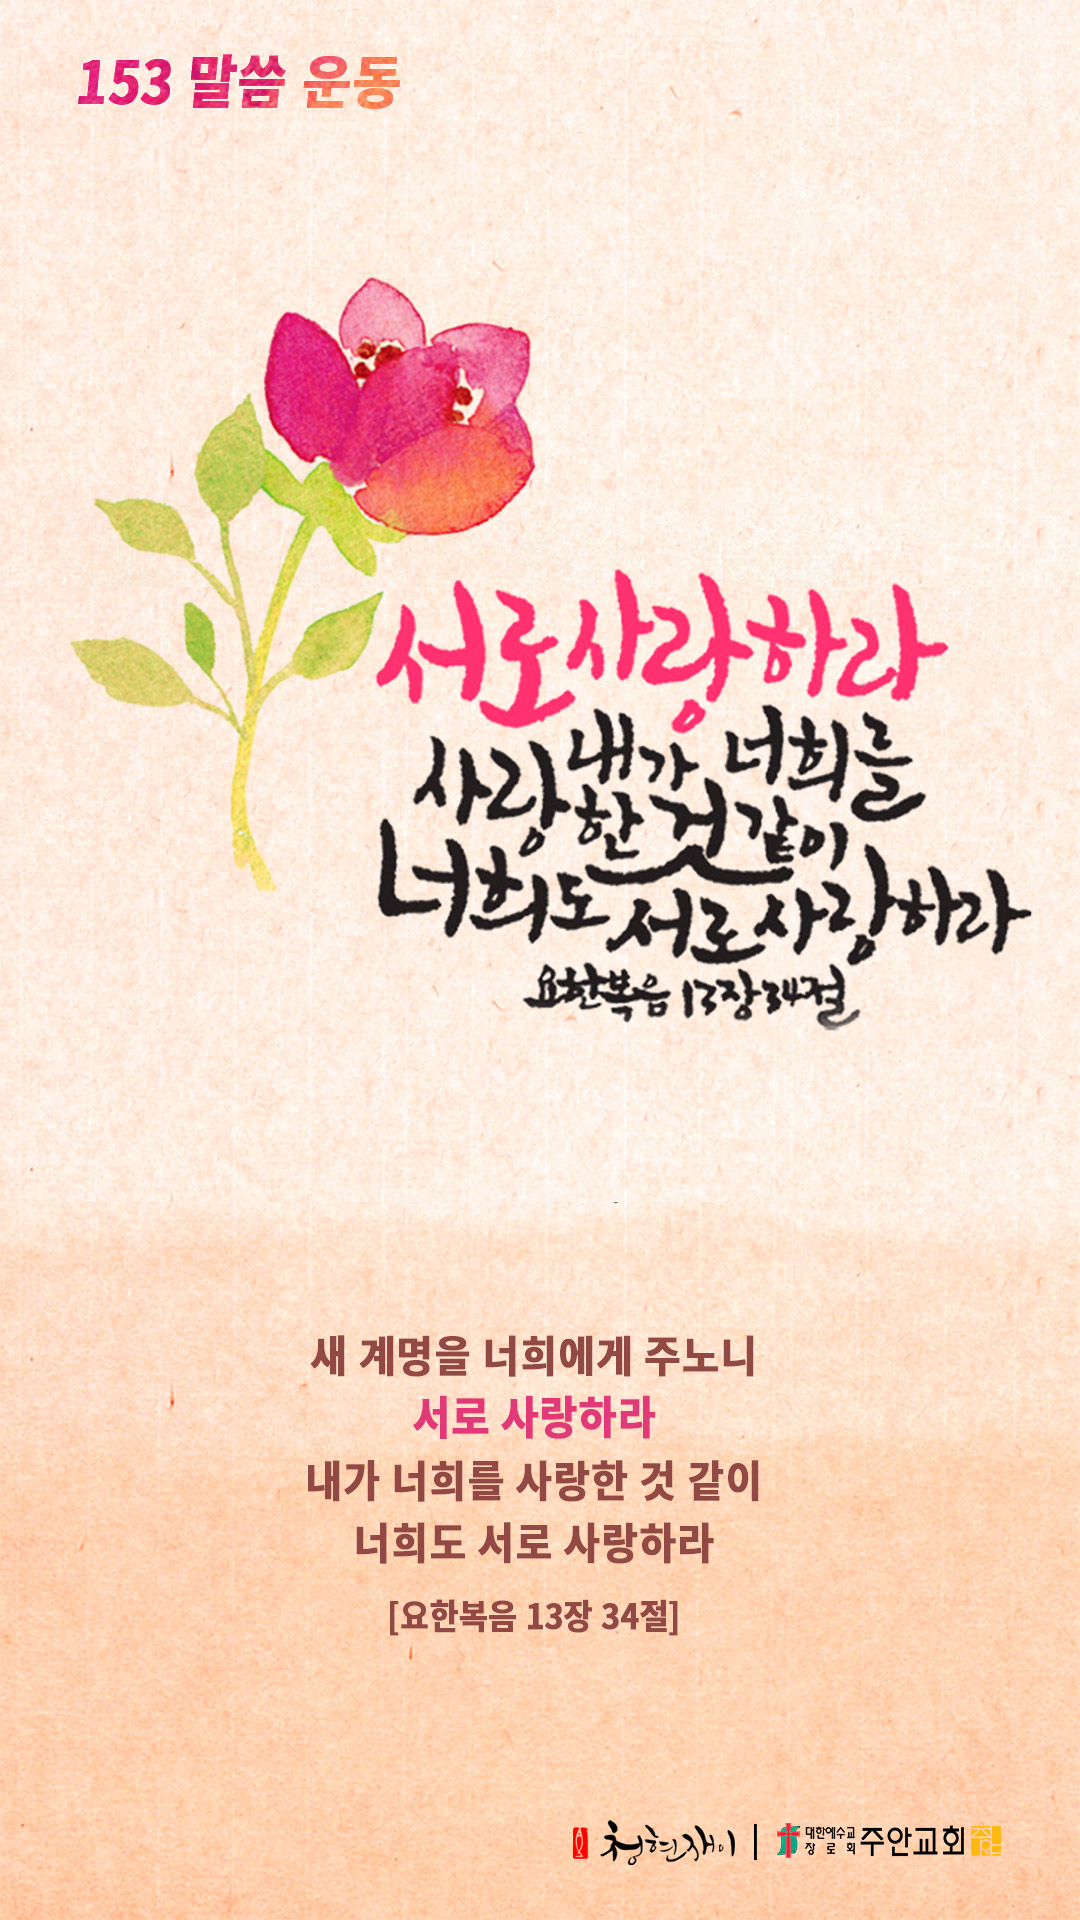 153 말씀 운동
서로 사랑하라
내가 너희를
사랑한 것 같이
너희도 서로 사랑하라
요한복음 13장 34절
새 계명을 너희에게 주노니
서로 사랑하라
내가 너희를 사랑한 것 같이
너희도 서로 사랑하라
[요한복음 13장 34절]
청현재이 | 대한예수교
장로회 주안교회